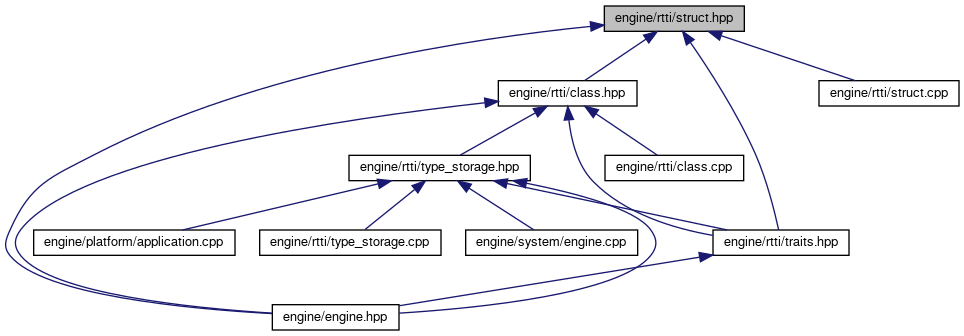 engine/rtti/struct.hpp
engine/rtti/class.hpp
engine/rtti/struct.cpp
engine/rtti/type_storage.hpp
engine/rtti/class.cpp
engine/platform/application.cpp
engine/rtti/type_storage.cpp
engine/system/engine.cpp
engine/rtti/traits.hpp
engine/engine.hpp